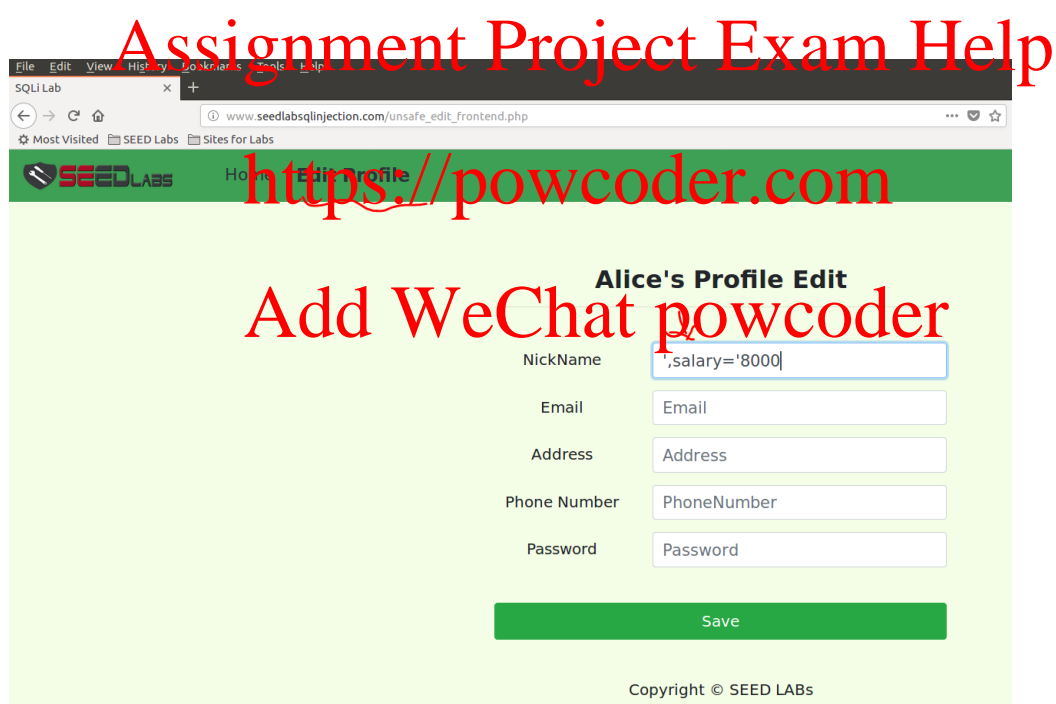 Assignment Project Exam Help
File Edit View History Bookmarks Tools Help
SQLi Lab × +
www.seedlabsqlinjection.com/unsafe_edit_frontend.php
Most Visited SEED Labs Sites for Labs
SEEDLABS Home Edit Profile
https://powcoder.com
Alice's Profile Edit
Add WeChat powcoder
NickName ',salary='8000
Email Email
Address Address
Phone Number PhoneNumber
Password Password
Save
Copyright © SEED LABs